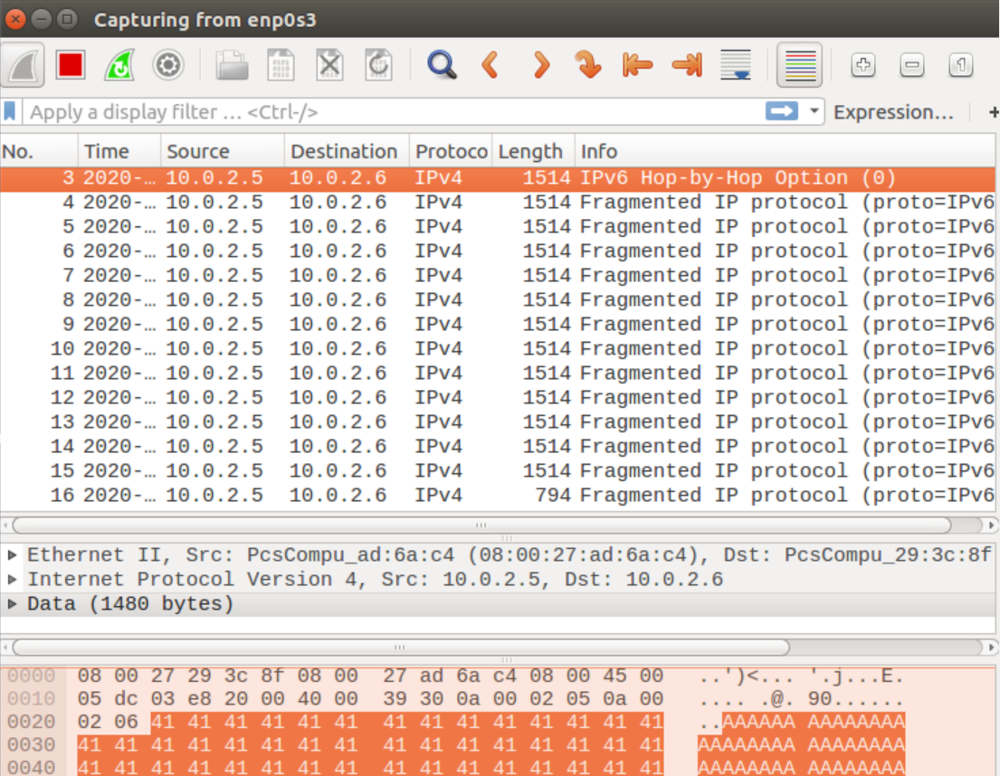 Capturing from enp0s3
Apply a display filter ... <Ctrl-/> Expression... +
No. Time Source Destination Protoco Length Info
3 2020-… 10.0.2.5 10.0.2.6 IPv4 1514 IPv6 Hop-by-Hop Option (0)
4 2020-… 10.0.2.5 10.0.2.6 IPv4 1514 Fragmented IP protocol (proto=IPv6
5 2020-… 10.0.2.5 10.0.2.6 IPv4 1514 Fragmented IP protocol (proto=IPv6
6 2020-… 10.0.2.5 10.0.2.6 IPv4 1514 Fragmented IP protocol (proto=IPv6
7 2020-… 10.0.2.5 10.0.2.6 IPv4 1514 Fragmented IP protocol (proto=IPv6
8 2020-… 10.0.2.5 10.0.2.6 IPv4 1514 Fragmented IP protocol (proto=IPv6
9 2020-… 10.0.2.5 10.0.2.6 IPv4 1514 Fragmented IP protocol (proto=IPv6
10 2020-… 10.0.2.5 10.0.2.6 IPv4 1514 Fragmented IP protocol (proto=IPv6
11 2020-… 10.0.2.5 10.0.2.6 IPv4 1514 Fragmented IP protocol (proto=IPv6
12 2020-… 10.0.2.5 10.0.2.6 IPv4 1514 Fragmented IP protocol (proto=IPv6
13 2020-… 10.0.2.5 10.0.2.6 IPv4 1514 Fragmented IP protocol (proto=IPv6
14 2020-… 10.0.2.5 10.0.2.6 IPv4 1514 Fragmented IP protocol (proto=IPv6
15 2020-… 10.0.2.5 10.0.2.6 IPv4 1514 Fragmented IP protocol (proto=IPv6
16 2020-… 10.0.2.5 10.0.2.6 IPv4 794 Fragmented IP protocol (proto=IPv6
Ethernet II, Src: PcsCompu_ad:6a:c4 (08:00:27:ad:6a:c4), Dst: PcsCompu_29:3c:8f
Internet Protocol Version 4, Src: 10.0.2.5, Dst: 10.0.2.6
Data (1480 bytes)
0000 08 00 27 29 3c 8f 08 00 27 ad 6a c4 08 00 45 00 ..')<... '.j...E.
0010 05 dc 03 e8 20 00 40 00 39 30 0a 00 02 05 0a 00 .... .@. 90......
0020 02 06 41 41 41 41 41 41 41 41 41 41 41 41 41 41 ..AAAAAA AAAAAAAA
0030 41 41 41 41 41 41 41 41 41 41 41 41 41 41 41 41 AAAAAAAA AAAAAAAA
0040 41 41 41 41 41 41 41 41 41 41 41 41 41 41 41 41 AAAAAAAA AAAAAAAA